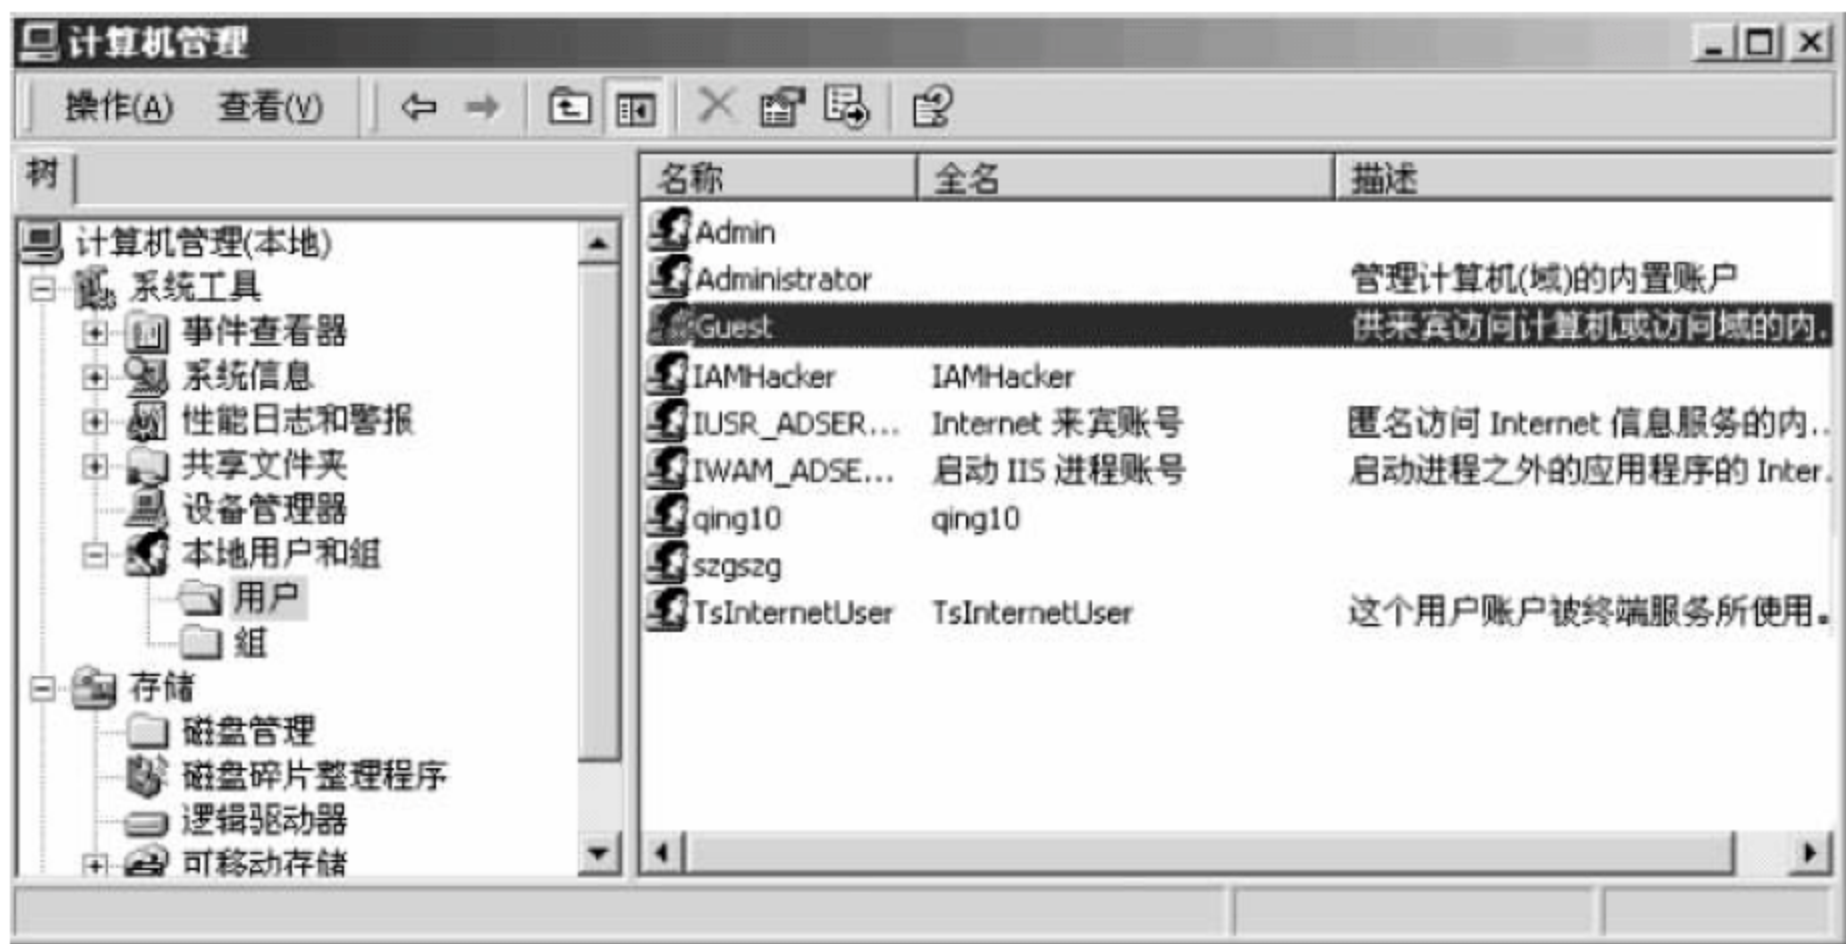 计算机管理
操作(A) 查看(V)
树
计算机管理(本地)
系统工具
事件查看器
系统信息
性能日志和警报
共享文件夹
设备管理器
本地用户和组
用户
组
存储
磁盘管理
磁盘碎片整理程序
逻辑驱动器
可移动存储
名称 全名 描述
Admin
Administrator 管理计算机(域)的内置账户
Guest 供来宾访问计算机或访问域的内.
IAMHacker IAMHacker
IUSR_ADSER... Internet 来宾账号 匿名访问 Internet 信息服务的内..
IWAM_ADSE... 启动 IIS 进程账号 启动进程之外的应用程序的 Inter.
qing10 qing10
szgszg
TsInternetUser TsInternetUser 这个用户账户被终端服务所使用。